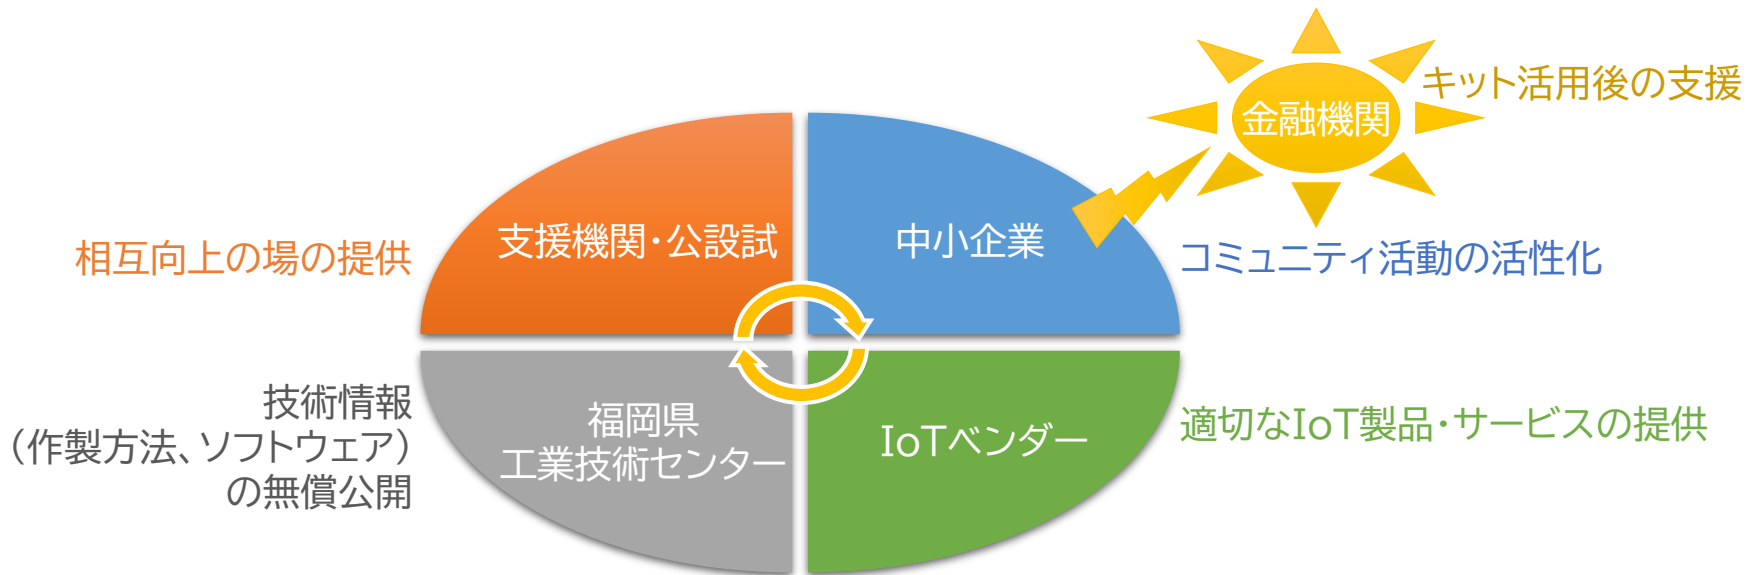 金融機関
キット活用後の支援
支援機関・公設試
中小企業
相互向上の場の提供
コミュニティ活動の活性化
技術情報
（作製方法、ソフトウェア）
の無償公開
福岡県
工業技術センター
IoTベンダー
適切なIoT製品・サービスの提供